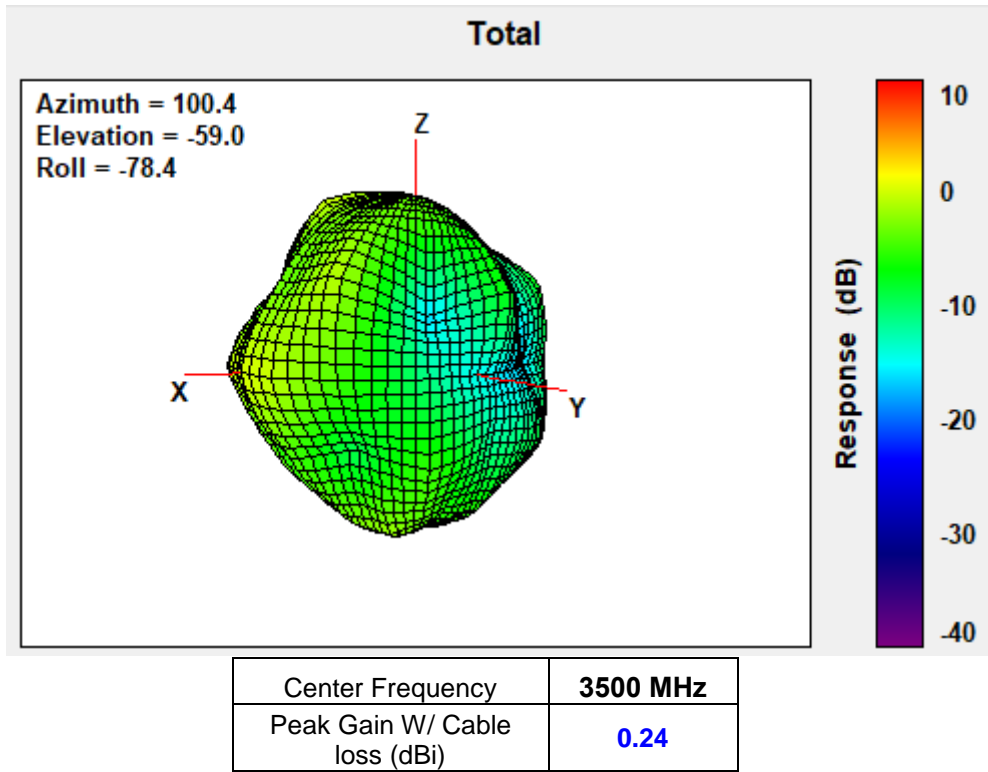 Total
Azimuth = 100.4
Elevation = -59.0
Roll = -78.4
Z
X
Y
10
0
-10
-20
-30
-40
Response (dB)
Center Frequency 3500 MHz
Peak Gain W/ Cable
loss (dBi) 0.24